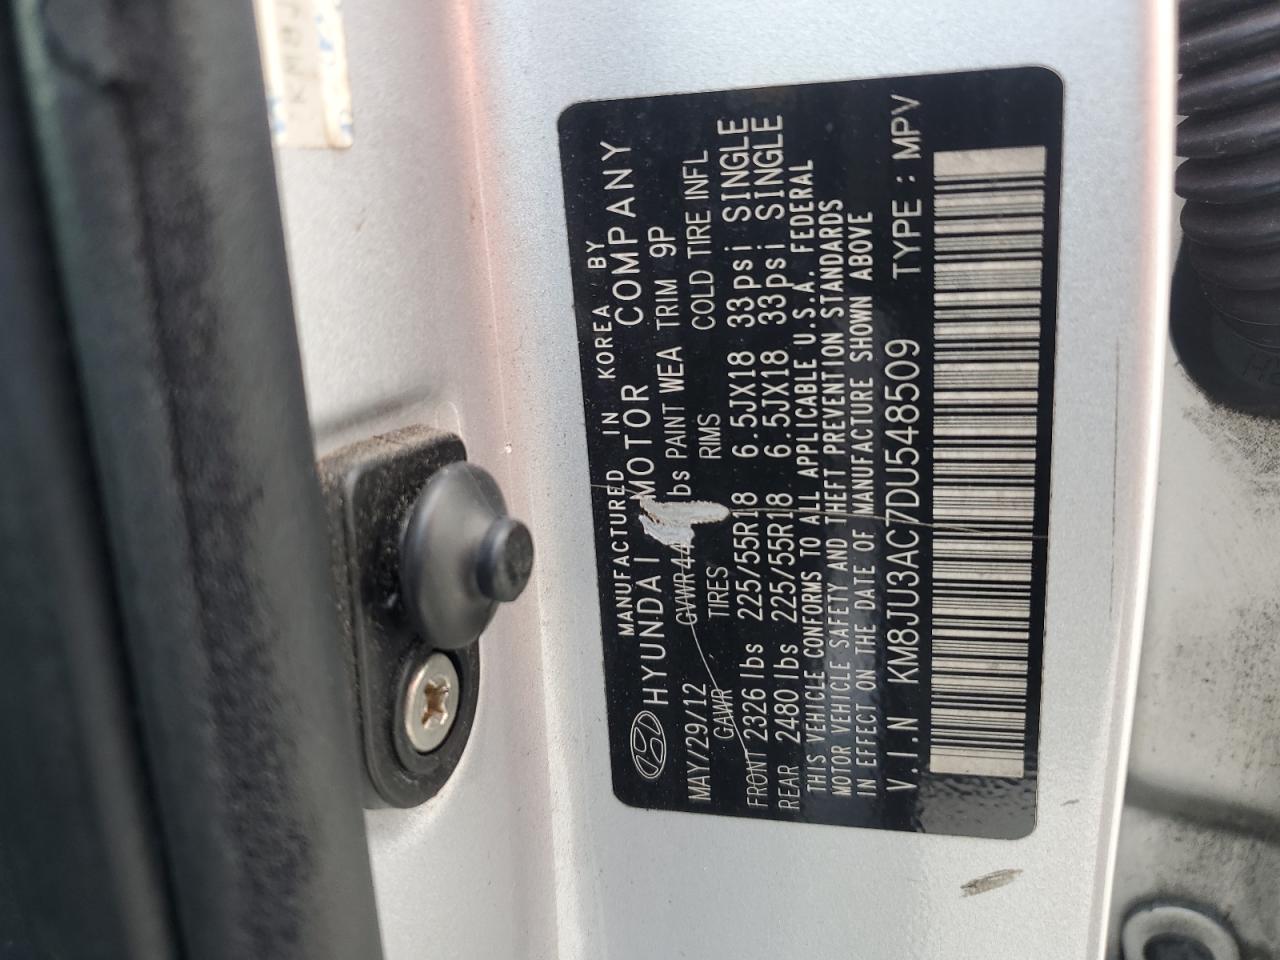 MANUFACTURED IN KOREA BY
HYUNDAI MOTOR COMPANY
MAY/29/12 GVWR 44 bs PAINT WEA TRIM 9P
GAWR TIRES RIMS COLD TIRE INFL
FRONT 2326 lbs 225/55R18 6.5JX18 33psi SINGLE
REAR 2480 lbs 225/55R18 6.5JX18 33psi SINGLE
THIS VEHICLE CONFORMS TO ALL APPLICABLE U.S.A. FEDERAL
MOTOR VEHICLE SAFETY AND THEFT PREVENTION STANDARDS
IN EFFECT ON THE DATE OF MANUFACTURE SHOWN ABOVE
V.I.N KM8JU3AC7DU548509 TYPE : MPV